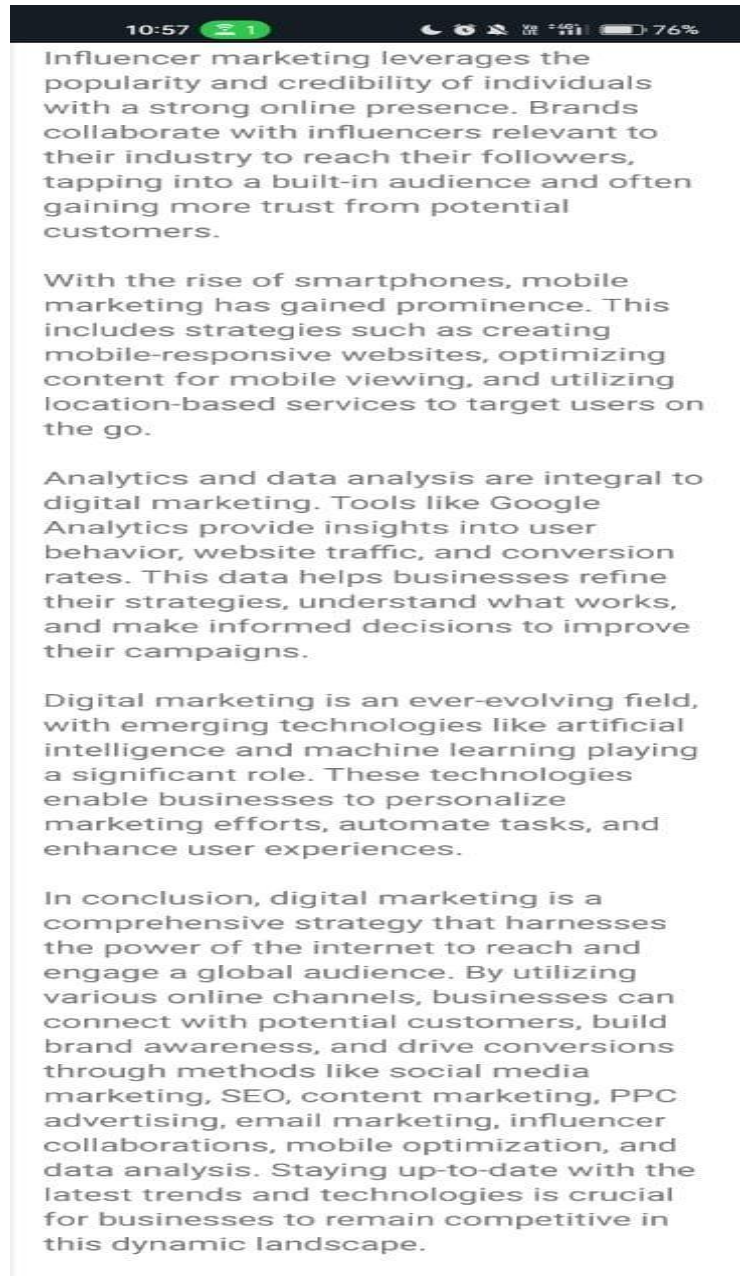 10:57 1 76%
Influencer marketing leverages the
popularity and credibility of individuals
with a strong online presence. Brands
collaborate with influencers relevant to
their industry to reach their followers,
tapping into a built-in audience and often
gaining more trust from potential
customers.
With the rise of smartphones, mobile
marketing has gained prominence. This
includes strategies such as creating
mobile-responsive websites, optimizing
content for mobile viewing, and utilizing
location-based services to target users on
the go.
Analytics and data analysis are integral to
digital marketing. Tools like Google
Analytics provide insights into user
behavior, website traffic, and conversion
rates. This data helps businesses refine
their strategies, understand what works,
and make informed decisions to improve
their campaigns.
Digital marketing is an ever-evolving field,
with emerging technologies like artificial
intelligence and machine learning playing
a significant role. These technologies
enable businesses to personalize
marketing efforts, automate tasks, and
enhance user experiences.
In conclusion, digital marketing is a
comprehensive strategy that harnesses
the power of the internet to reach and
engage a global audience. By utilizing
various online channels, businesses can
connect with potential customers, build
brand awareness, and drive conversions
through methods like social media
marketing, SEO, content marketing, PPC
advertising, email marketing, influencer
collaborations, mobile optimization, and
data analysis. Staying up-to-date with the
latest trends and technologies is crucial
for businesses to remain competitive in
this dynamic landscape.